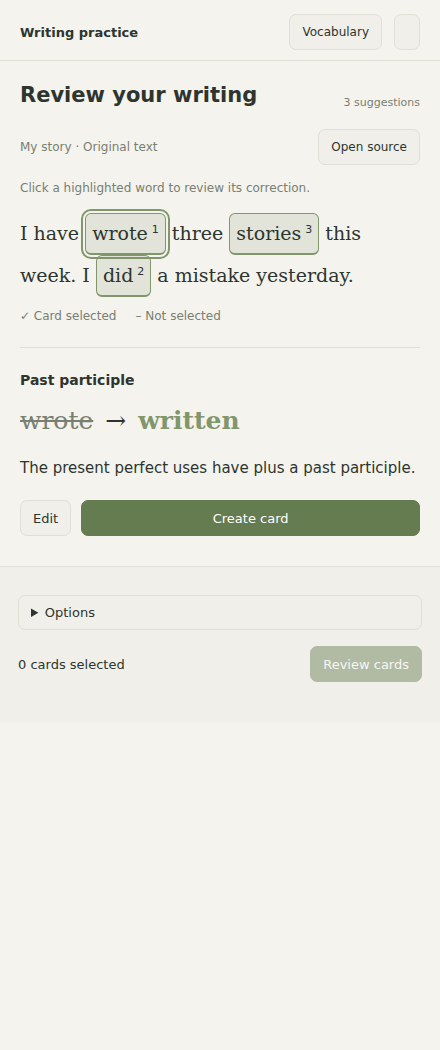 Writing practice
Vocabulary
Review your writing
3 suggestions
My story · Original text
Open source
Click a highlighted word to review its correction.
I have wrote 1 three stories 3 this
week. I did 2 a mistake yesterday.
✓ Card selected – Not selected
Past participle
wrote → written
The present perfect uses have plus a past participle.
Edit
Create card
▶ Options
0 cards selected
Review cards